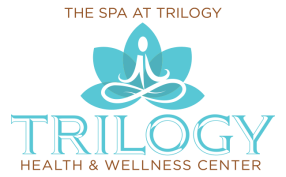 THE SPA AT TRILOGY
TRILOGY
HEALTH & WELLNESS CENTER